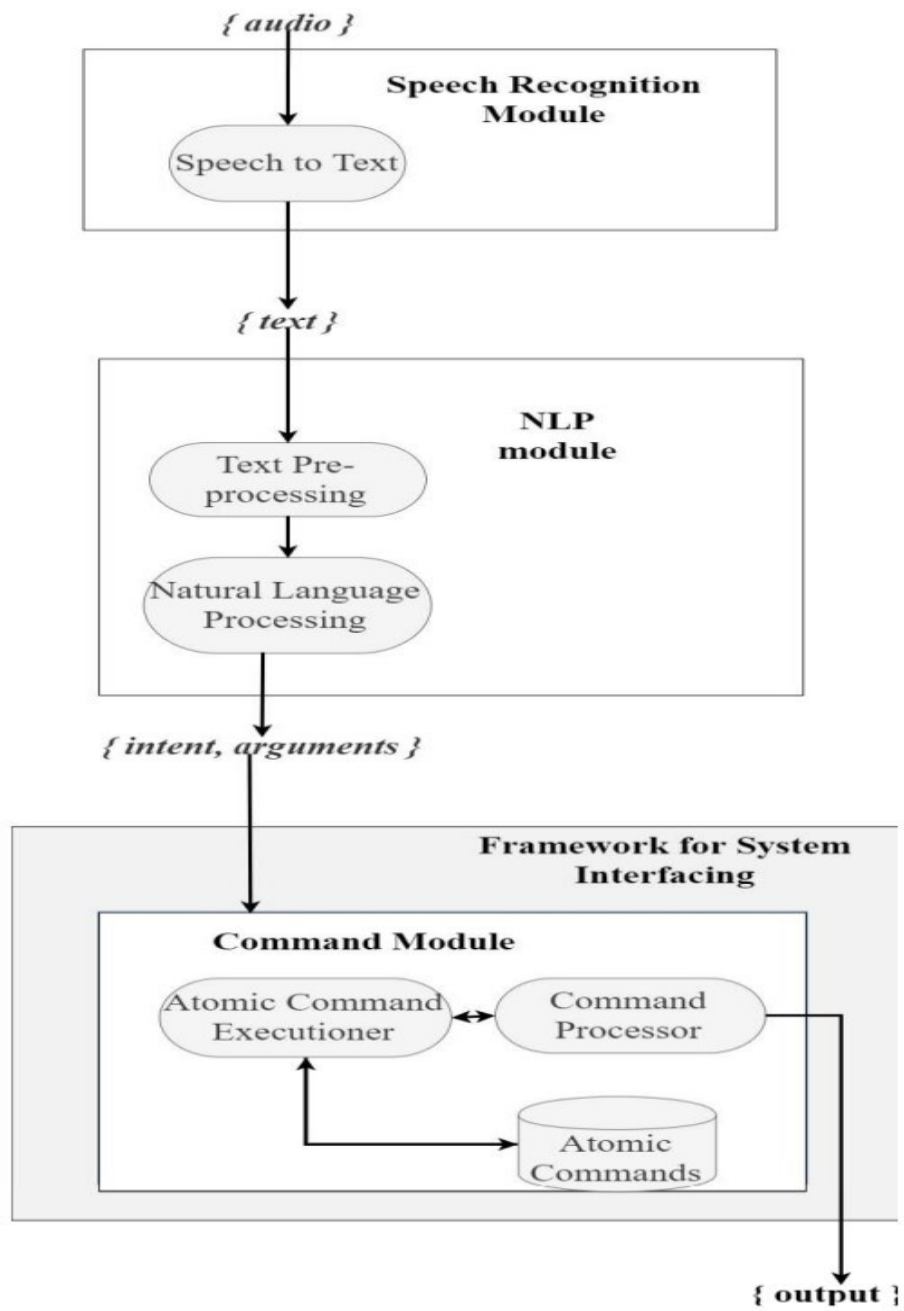 { audio }
Speech Recognition
Module
Speech to Text
{ text }
NLP
module
Text Pre-
processing
Natural Language
Processing
{ intent, arguments }
Framework for System
Interfacing
Command Module
Atomic Command
Executioner
Command
Processor
Atomic
Commands
{ output }